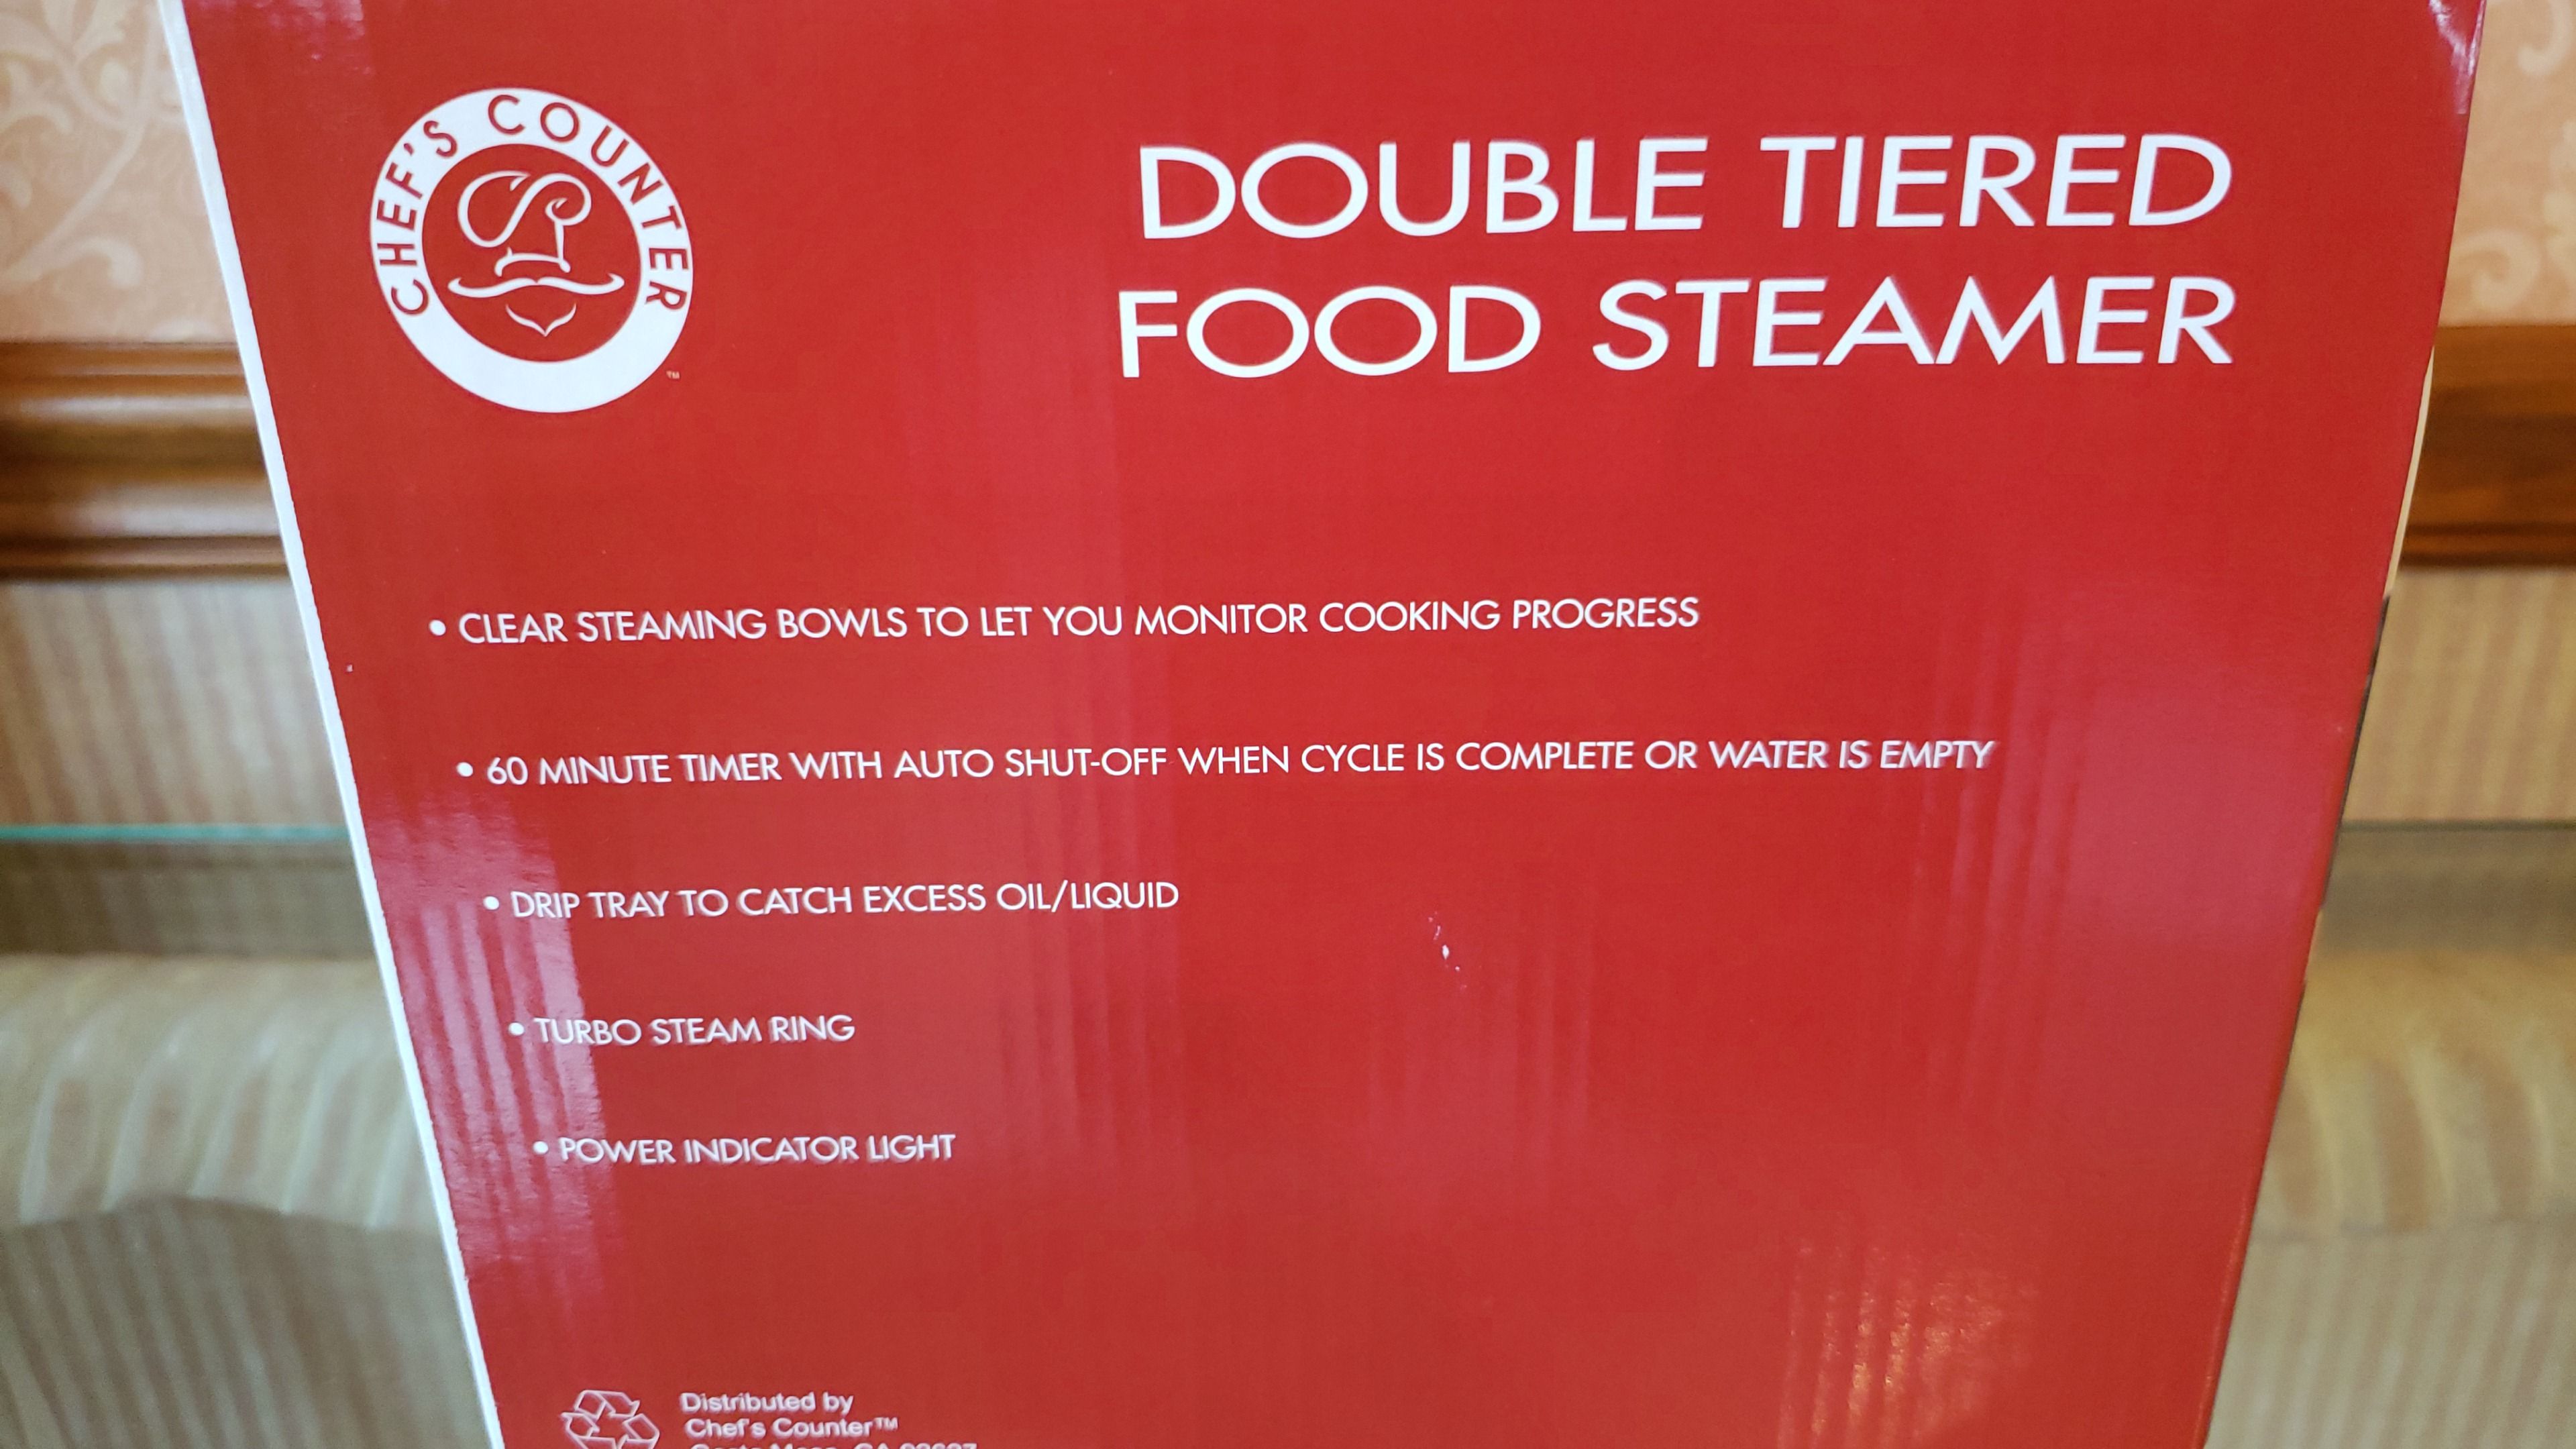 CHEF'S COUNTER
™
DOUBLE TIERED
FOOD STEAMER
• CLEAR STEAMING BOWLS TO LET YOU MONITOR COOKING PROGRESS
• 60 MINUTE TIMER WITH AUTO SHUT-OFF WHEN CYCLE IS COMPLETE OR WATER IS EMPTY
• DRIP TRAY TO CATCH EXCESS OIL/LIQUID
• TURBO STEAM RING
• POWER INDICATOR LIGHT
Distributed by
Chef's Counter™